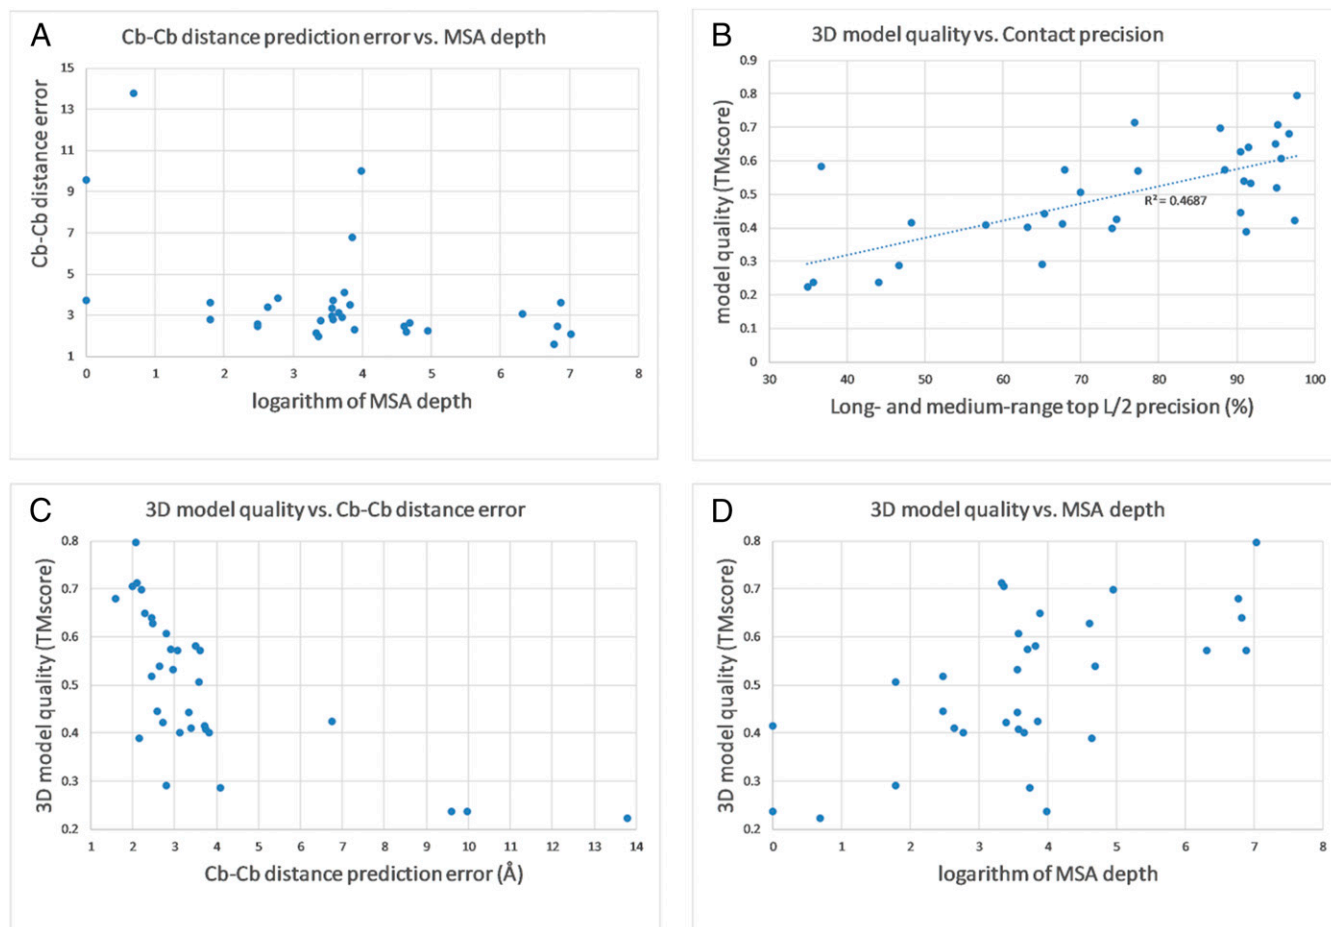 A
Cb-Cb distance prediction error vs. MSA depth
Cb-Cb distance error
15
13
11
9
7
5
3
1
0 1 2 3 4 5 6 7 8
logarithm of MSA depth
B
3D model quality vs. Contact precision
model quality (TMscore)
0.9
0.8
0.7
0.6
0.5
0.4
0.3
0.2
0.1
0
R² = 0.4687
30 40 50 60 70 80 90 100
Long- and medium-range top L/2 precision (%)
C
3D model quality vs. Cb-Cb distance error
3D model quality (TMscore)
0.8
0.7
0.6
0.5
0.4
0.3
0.2
1 2 3 4 5 6 7 8 9 10 11 12 13 14
Cb-Cb distance prediction error (Å)
D
3D model quality vs. MSA depth
3D model quality (TMscore)
0.8
0.7
0.6
0.5
0.4
0.3
0.2
0 1 2 3 4 5 6 7 8
logarithm of MSA depth